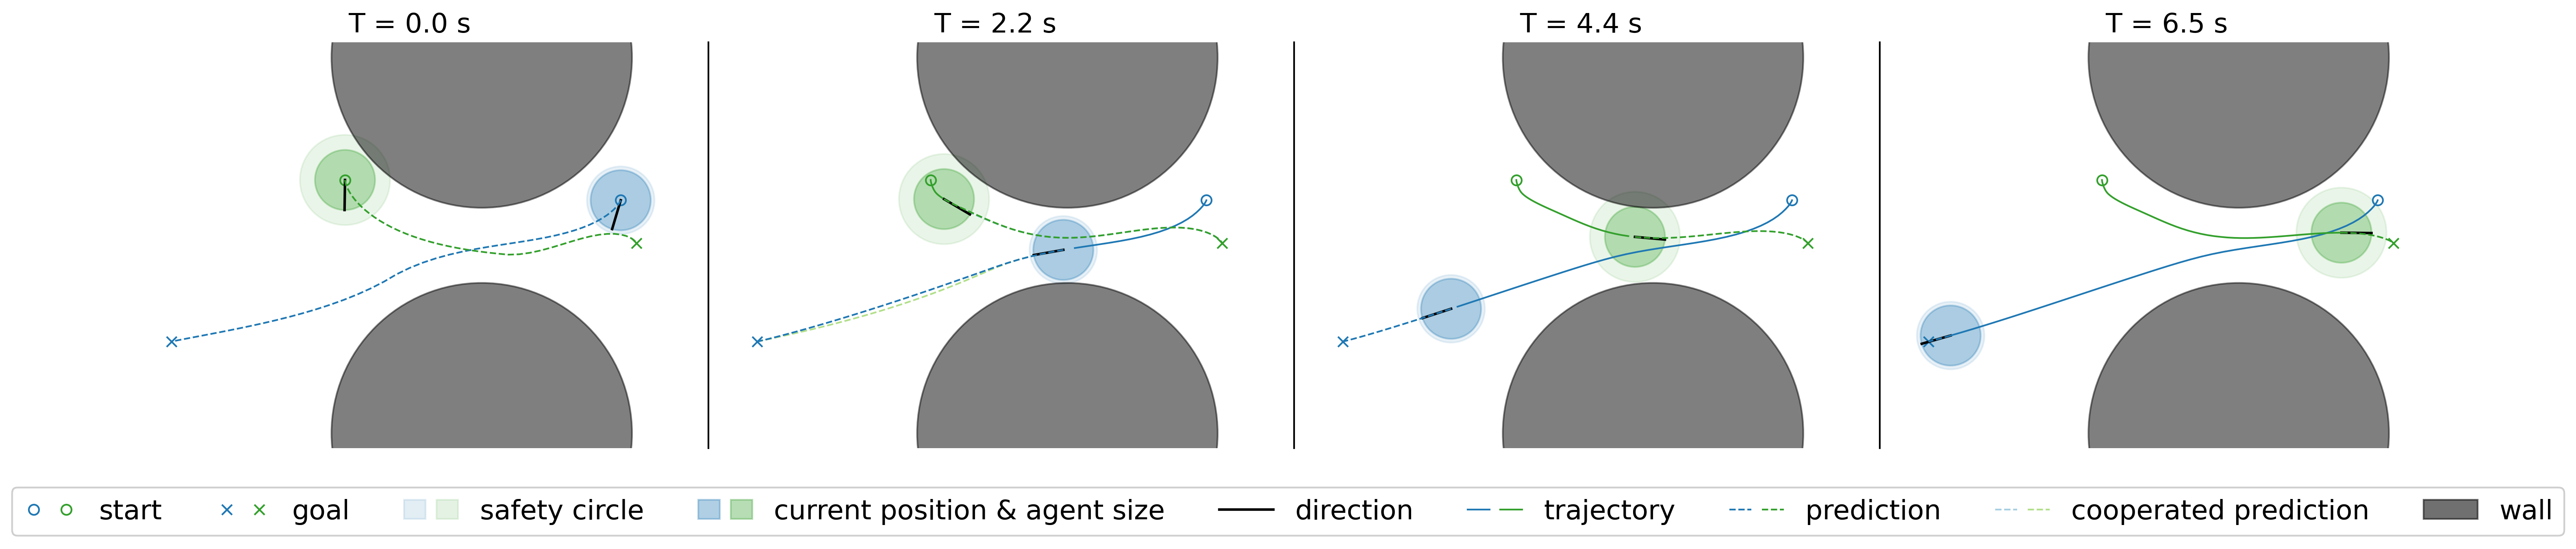 T = 0.0 s
T = 2.2 s
T = 4.4 s
T = 6.5 s
start
goal
safety circle
current position & agent size
direction
trajectory
prediction
cooperated prediction
wall